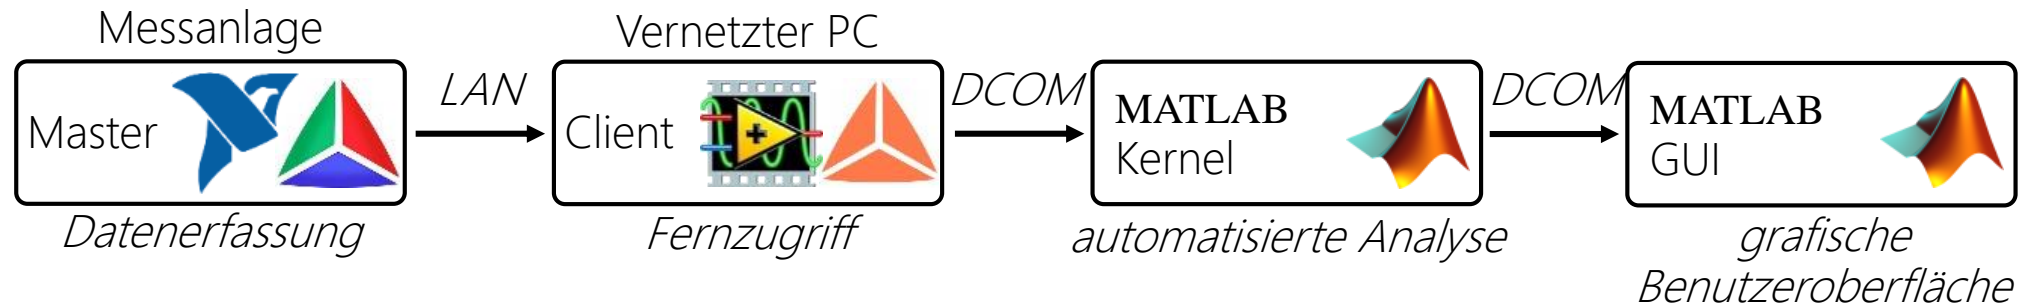 Messanlage
Master
Datenerfassung
LAN
Vernetzter PC
Client
Fernzugriff
DCOM
MATLAB
Kernel
automatisierte Analyse
DCOM
MATLAB
GUI
grafische
Benutzeroberfläche